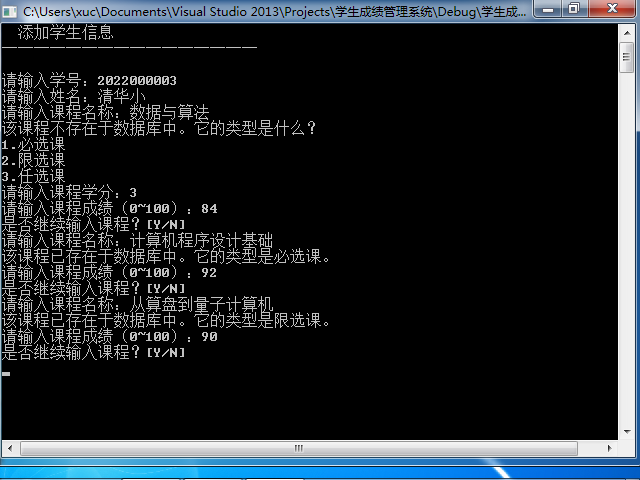 C:\Users\xuc\Documents\Visual Studio 2013\Projects\学生成绩管理系统\Debug\学生成...
添加学生信息
————————————————
请输入学号：2022000003
请输入姓名：清华小
请输入课程名称：数据与算法
该课程不存在于数据库中。它的类型是什么？
1.必选课
2.限选课
3.任选课
请输入课程学分：3
请输入课程成绩（0~100）：84
是否继续输入课程？[Y/N]
请输入课程名称：计算机程序设计基础
该课程已存在于数据库中。它的类型是必选课。
请输入课程成绩（0~100）：92
是否继续输入课程？[Y/N]
请输入课程名称：从算盘到量子计算机
该课程已存在于数据库中。它的类型是限选课。
请输入课程成绩（0~100）：90
是否继续输入课程？[Y/N]